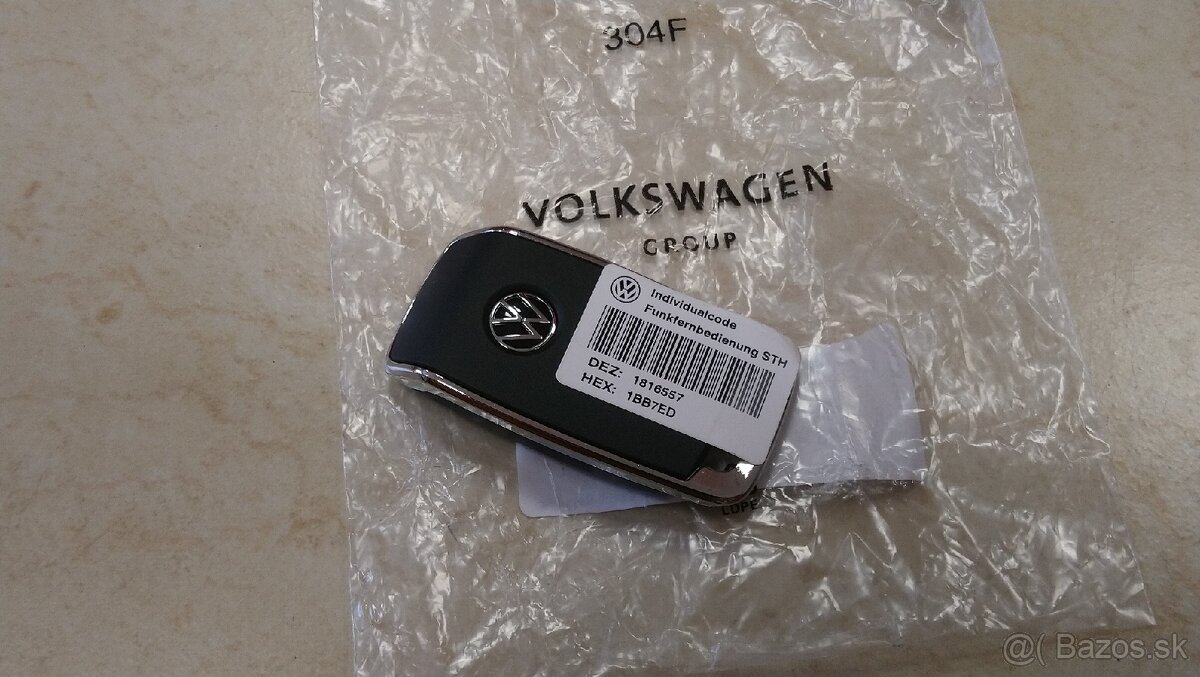 304F
VOLKSWAGEN
GROUP
Individualcode
Funkfernbedienung STH
DEZ: 1816557
HEX: 1BB7ED
@( Bazos.sk